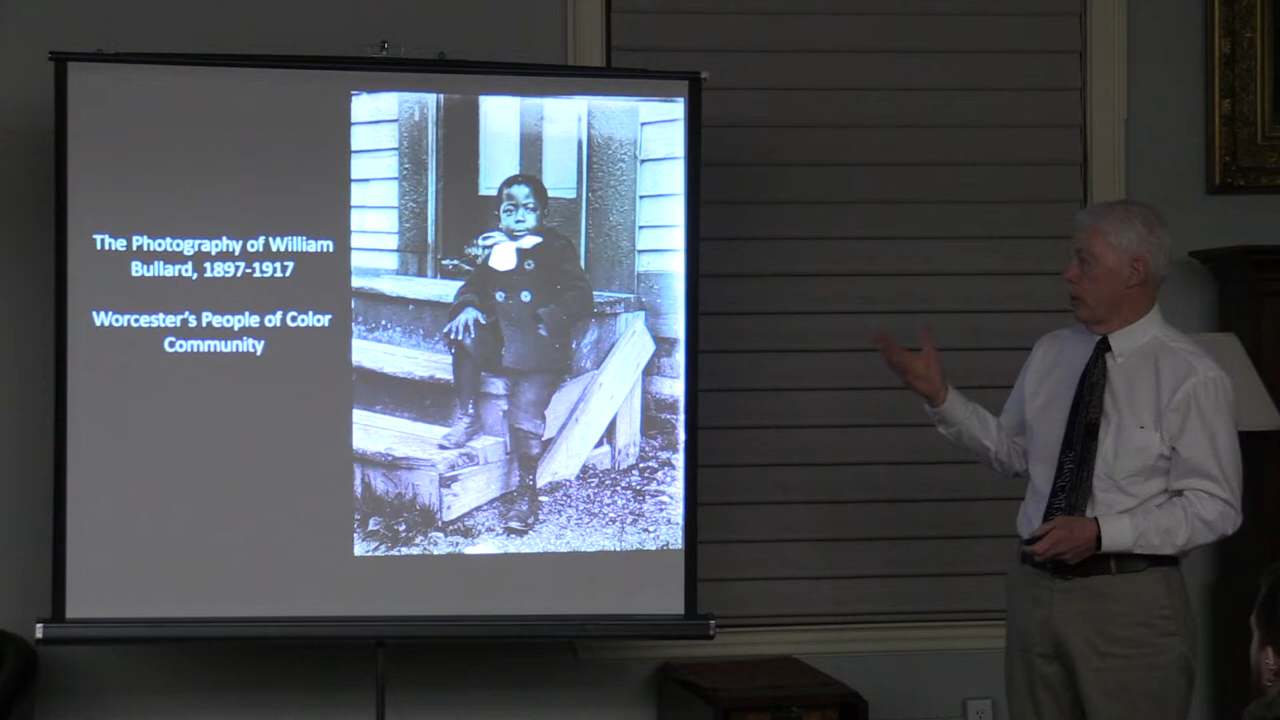 The Photography of William
Bullard, 1897-1917
Worcester's People of Color
Community